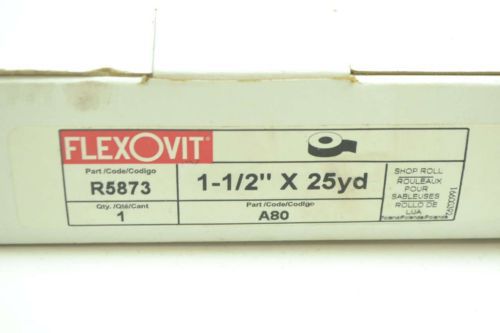 FLEXOVIT®
Part /Code/Codigo
R5873
Qty. /Qté/Cant
1
1-1/2" X 25yd
Part/Code/Codigo
A80
SHOP ROLL
ROULEAUX
POUR
SABLEUSES
ROLLO DE
LIJA